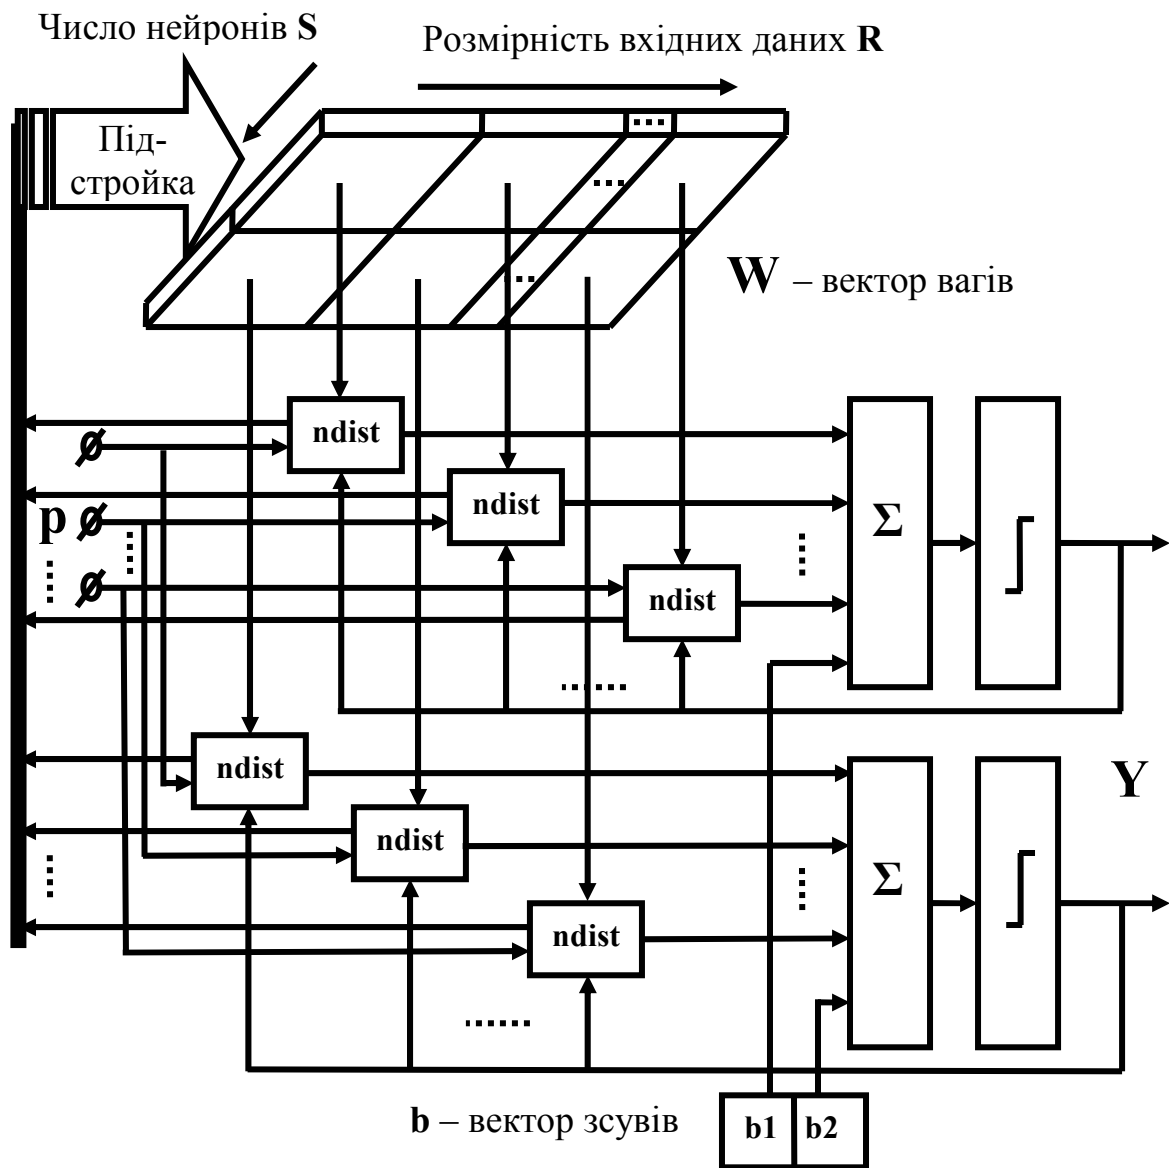 Число нейронів S
Розмірність вхідних даних R
Під-
стройка
W – вектор вагів
ndist
ndist
p
Σ
ndist
ndist
Y
ndist
Σ
ndist
b – вектор зсувів
b1 b2